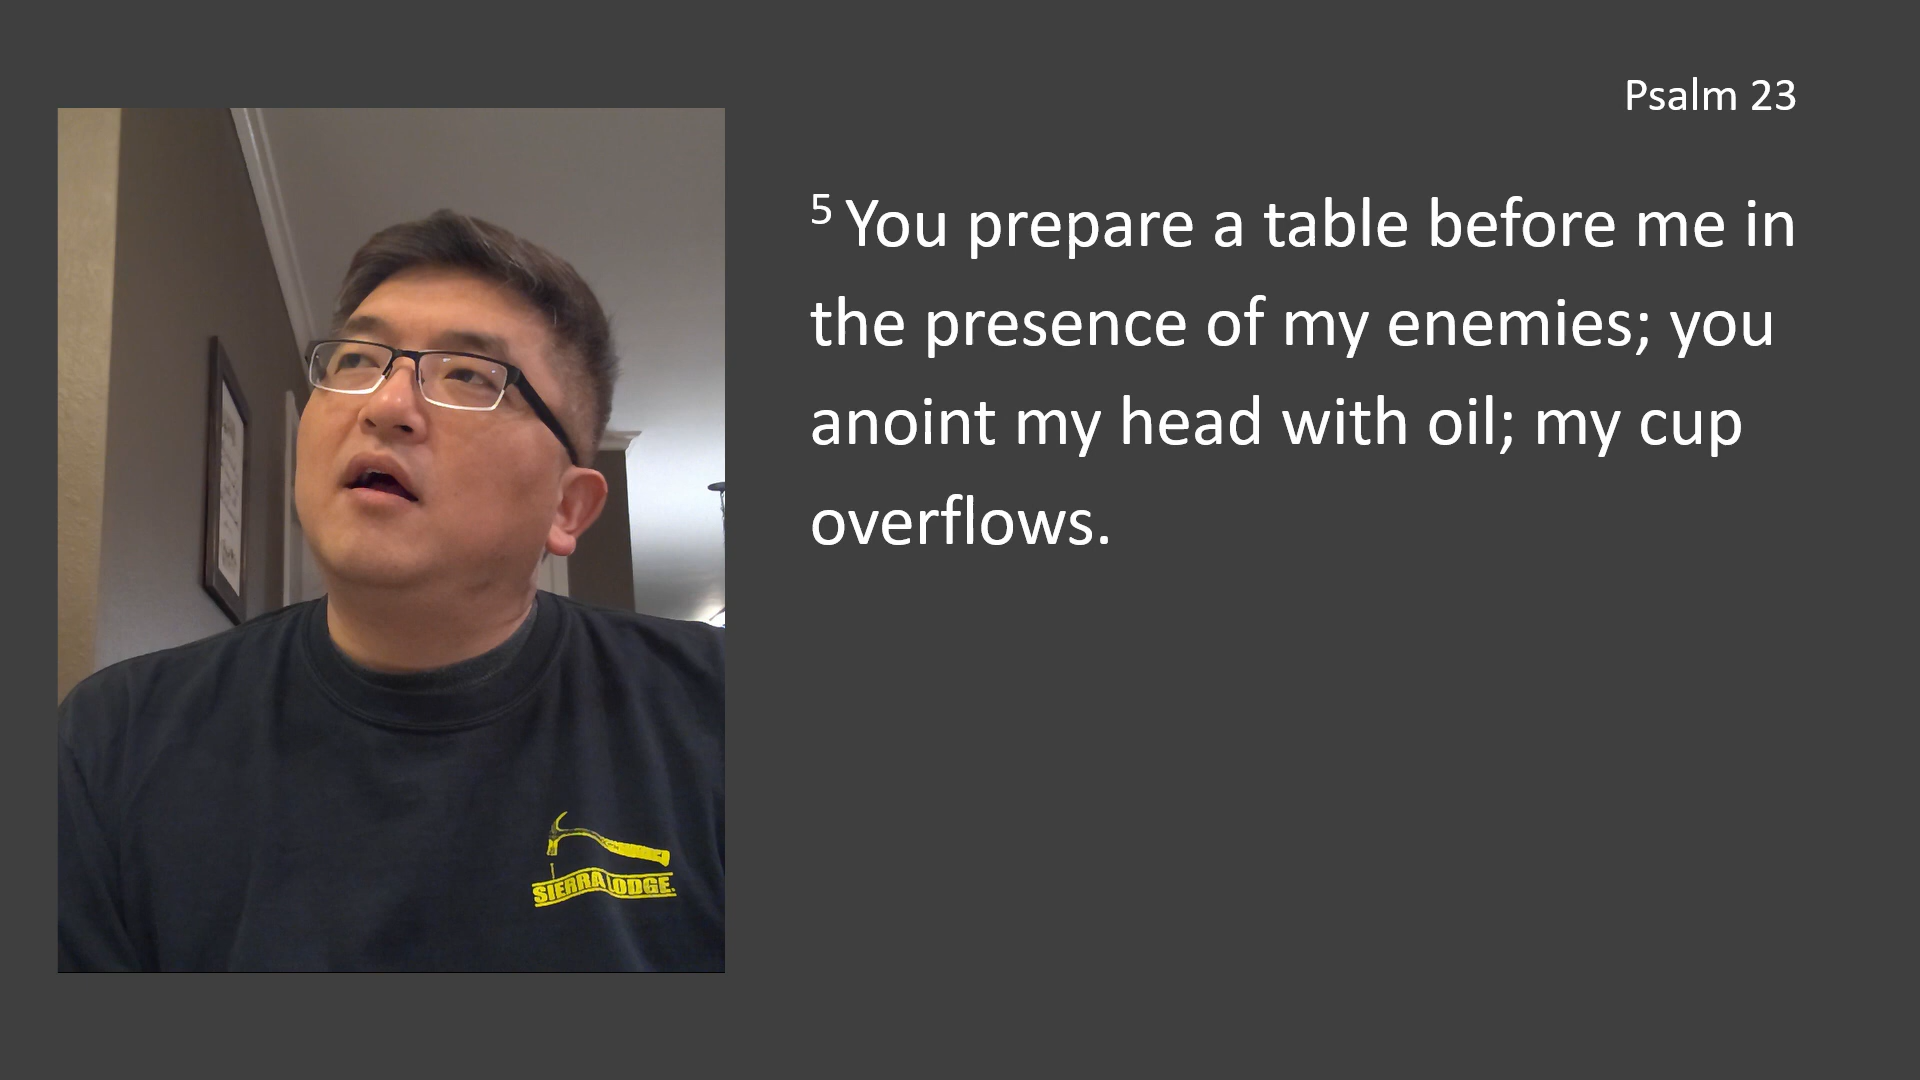 Psalm 23
5 You prepare a table before me in
the presence of my enemies; you
anoint my head with oil; my cup
overflows.
SIERRA LODGE.